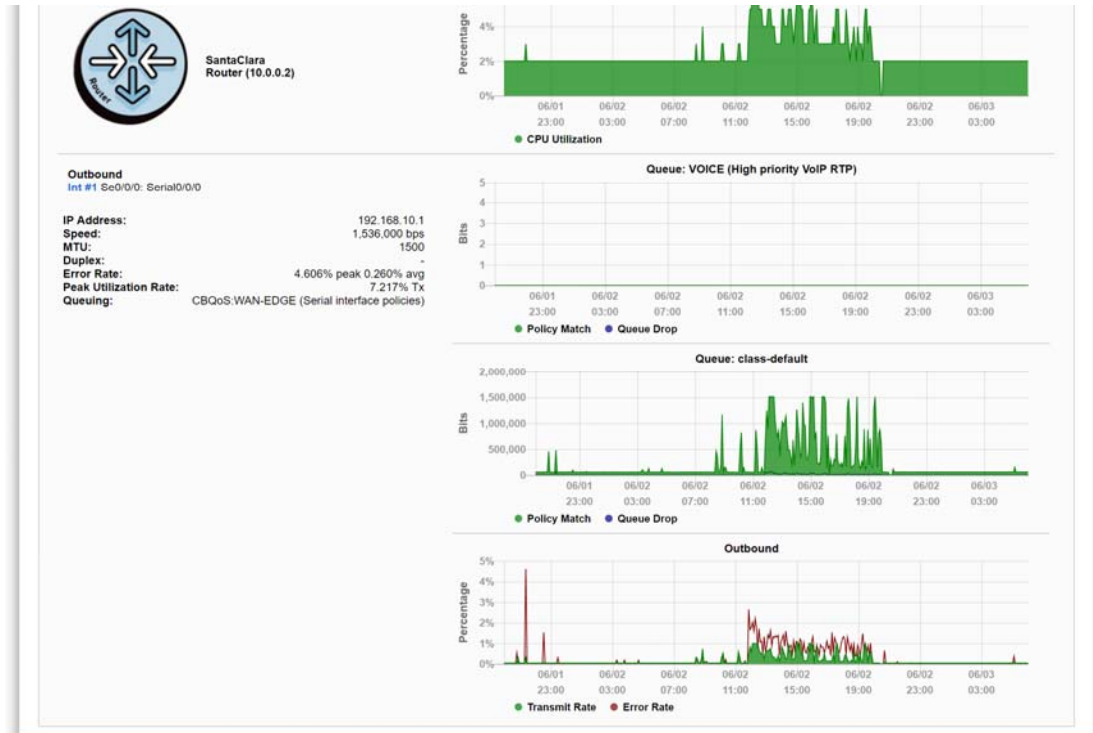 Router
SantaClara
Router (10.0.0.2)
Percentage
4%
2%
0%
06/01 06/02 06/02 06/02 06/02 06/02 06/02 06/03
23:00 03:00 07:00 11:00 15:00 19:00 23:00 03:00
CPU Utilization
Outbound
Int #1 Se0/0/0: Serial0/0/0
IP Address: 192.168.10.1
Speed: 1,536,000 bps
MTU: 1500
Duplex: -
Error Rate: 4.606% peak 0.260% avg
Peak Utilization Rate: 7.217% Tx
Queuing: CBQoS:WAN-EDGE (Serial interface policies)
Queue: VOICE (High priority VoIP RTP)
Bits
5
4
3
2
1
0
06/01 06/02 06/02 06/02 06/02 06/02 06/02 06/03
23:00 03:00 07:00 11:00 15:00 19:00 23:00 03:00
Policy Match Queue Drop
Queue: class-default
Bits
2,000,000
1,500,000
1,000,000
500,000
0
06/01 06/02 06/02 06/02 06/02 06/02 06/02 06/03
23:00 03:00 07:00 11:00 15:00 19:00 23:00 03:00
Policy Match Queue Drop
Outbound
Percentage
5%
4%
3%
2%
1%
0%
06/01 06/02 06/02 06/02 06/02 06/02 06/02 06/03
23:00 03:00 07:00 11:00 15:00 19:00 23:00 03:00
Transmit Rate Error Rate